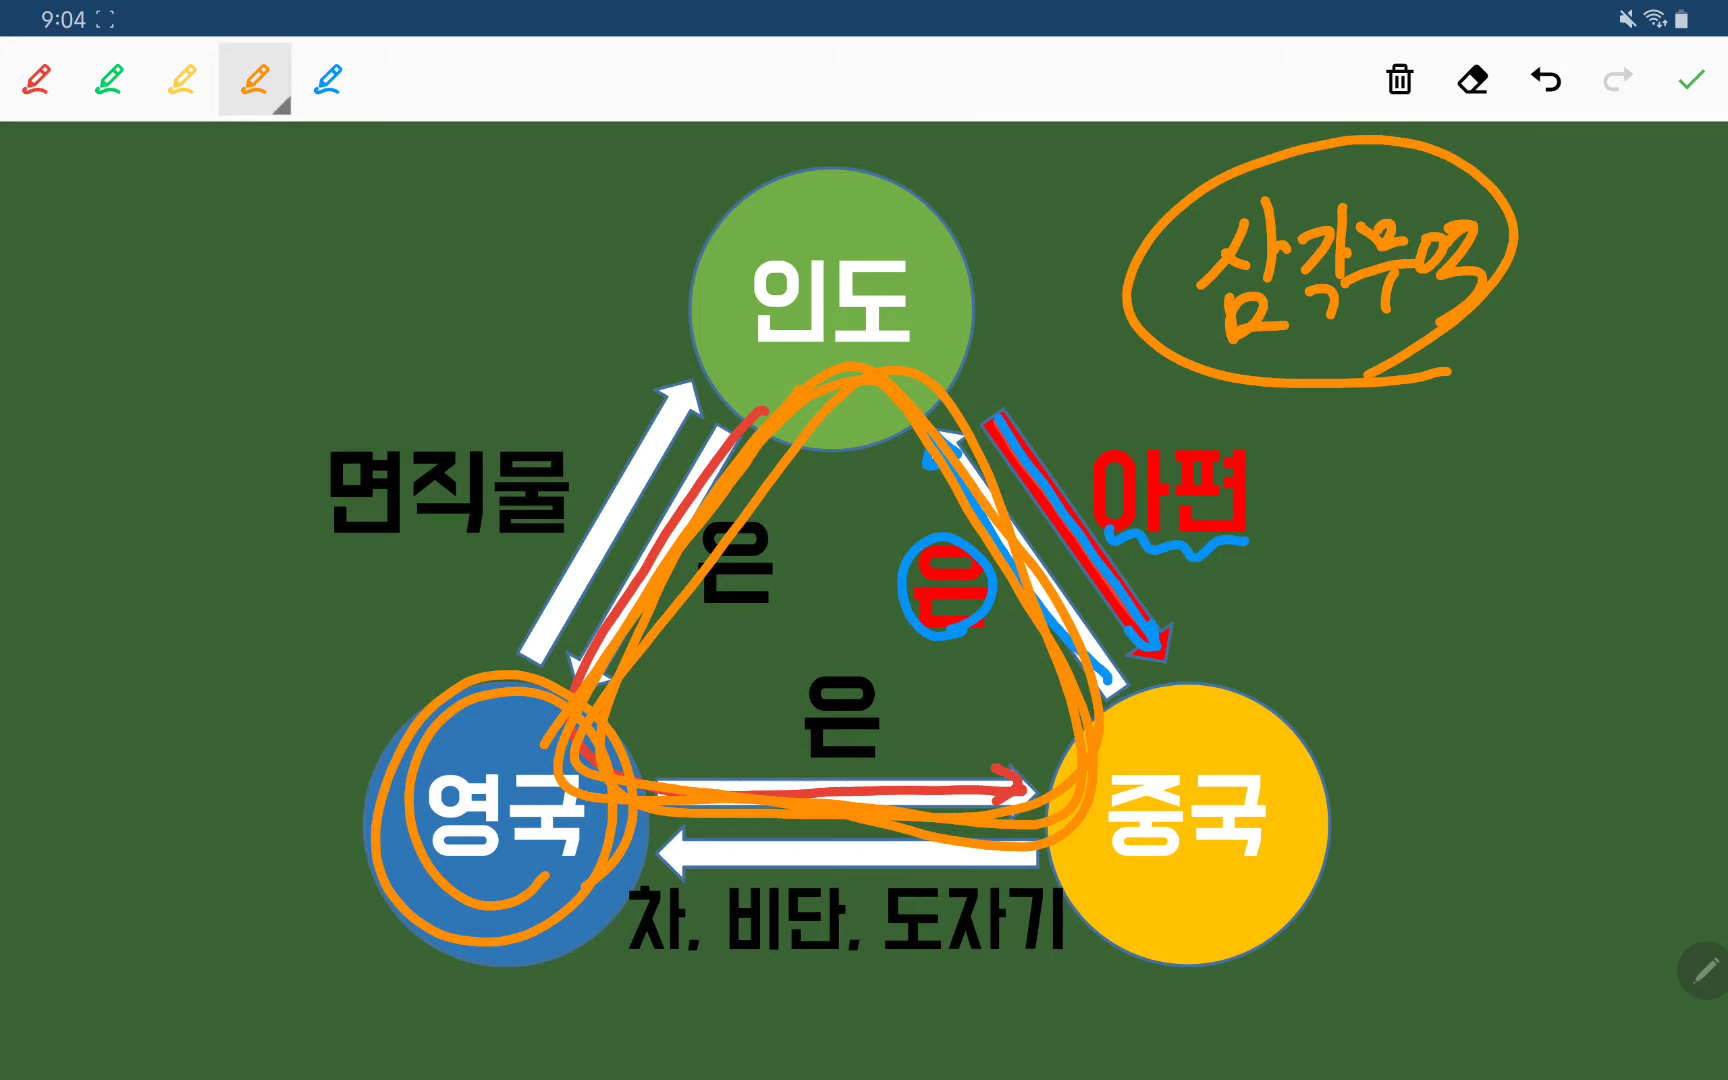 9:04
삼각무역
인도
면직물
아편
은
은
은
영국
중국
차, 비단, 도자기